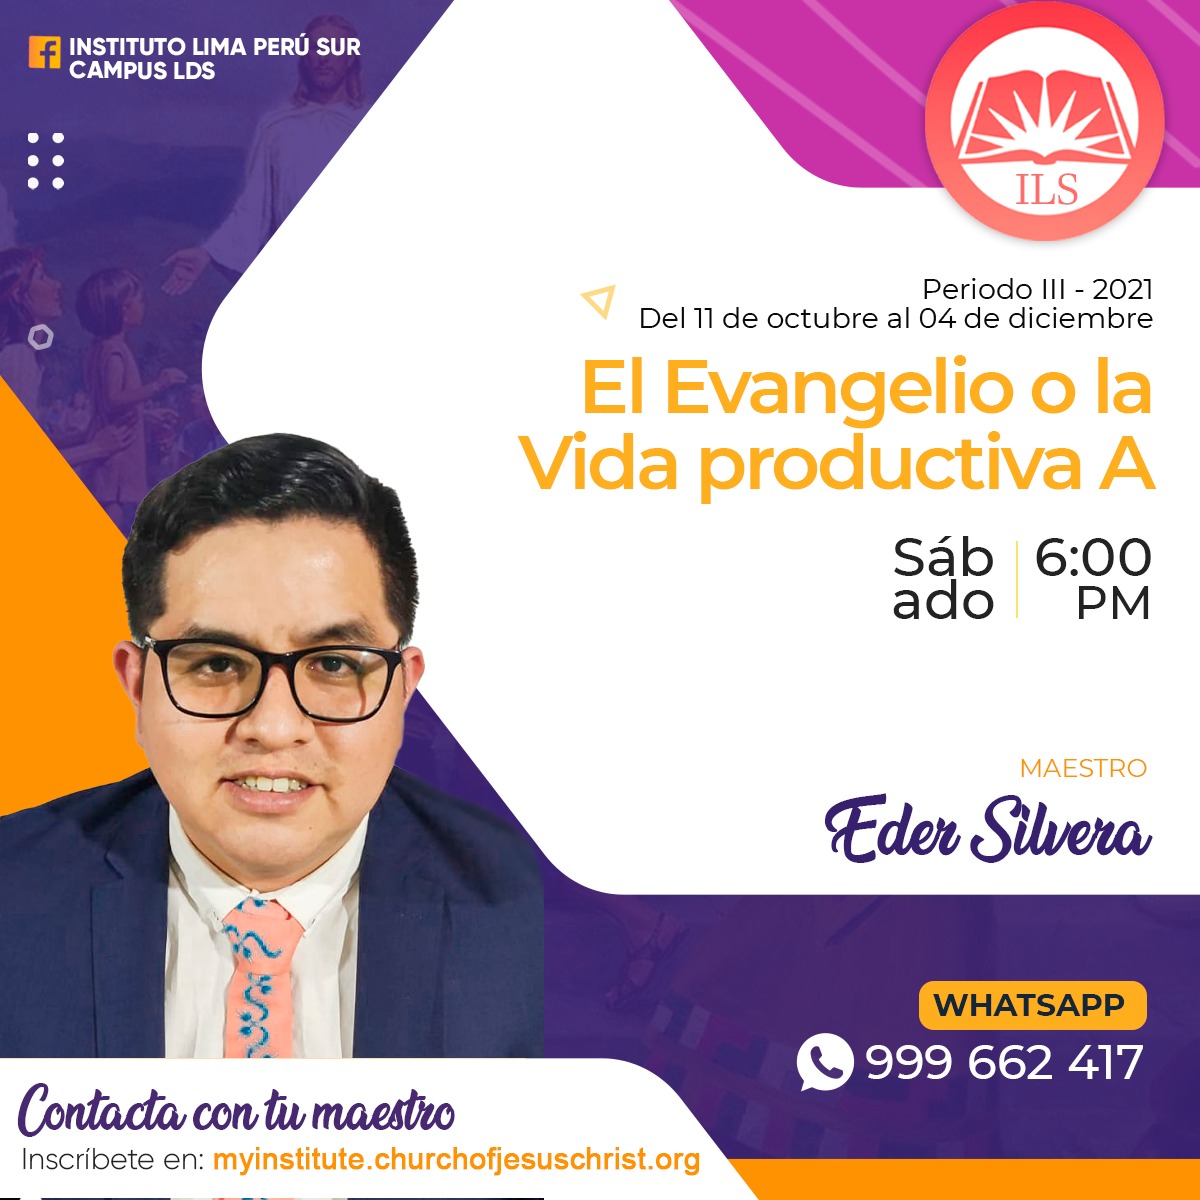 INSTITUTO LIMA PERÚ SUR
CAMPUS LDS
ILS
Periodo III - 2021
Del 11 de octubre al 04 de diciembre
El Evangelio o la
Vida productiva A
Sáb
ado
6:00
PM
MAESTRO
Eder Silvera
WHATSAPP
999 662 417
Contacta con tu maestro
Inscríbete en: myinstitute.churchofjesuschrist.org